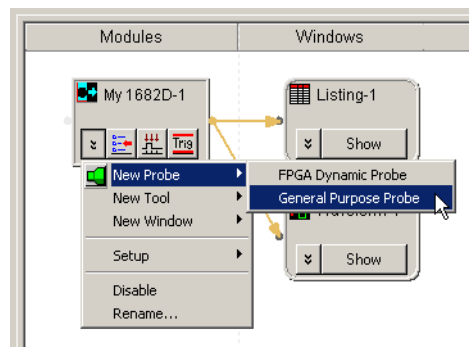 Modules Windows
My 1682D-1 Listing-1
Trig Show
New Probe FPGA Dynamic Probe
New Tool General Purpose Probe
New Window
Setup Show
Disable
Rename...